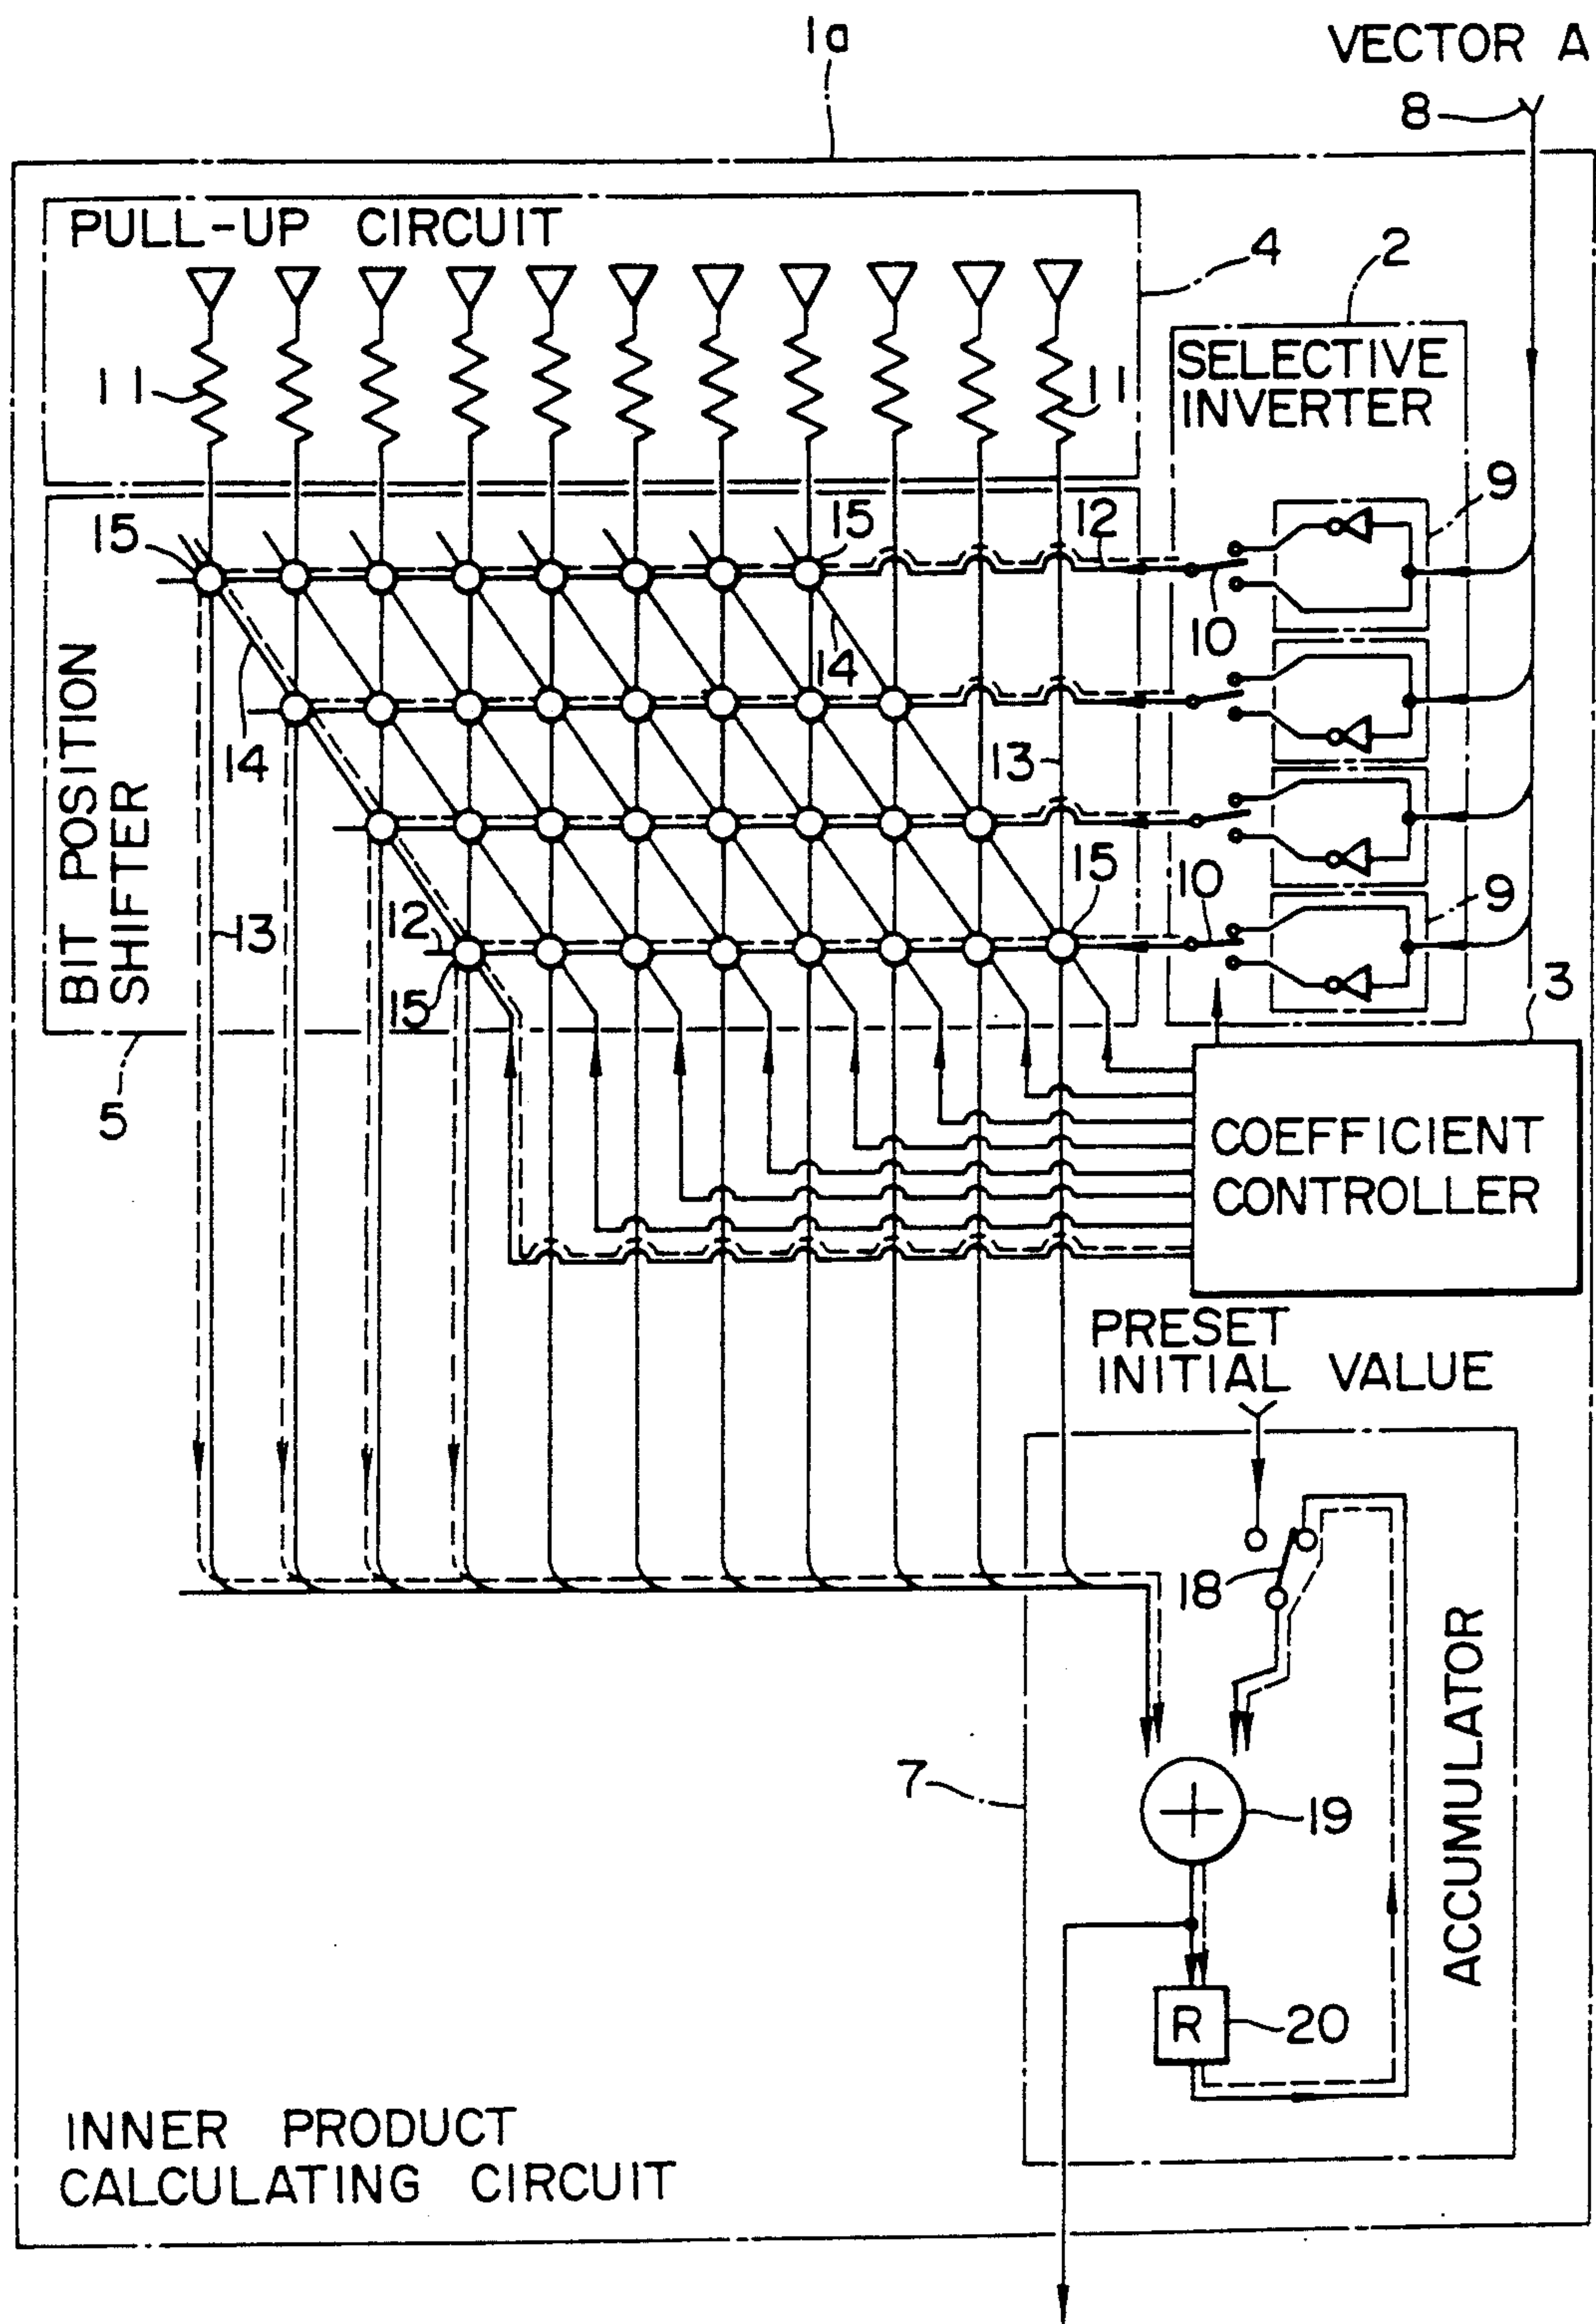 1a
VECTOR A
8
PULL-UP CIRCUIT
4
2
11
11
SELECTIVE
INVERTER
9
15
15
12
10
14
14
13
BIT POSITION
SHIFTER
13
12
15
15
10
9
3
5
COEFFICIENT
CONTROLLER
PRESET
INITIAL VALUE
18
ACCUMULATOR
7
19
R
20
INNER PRODUCT
CALCULATING CIRCUIT